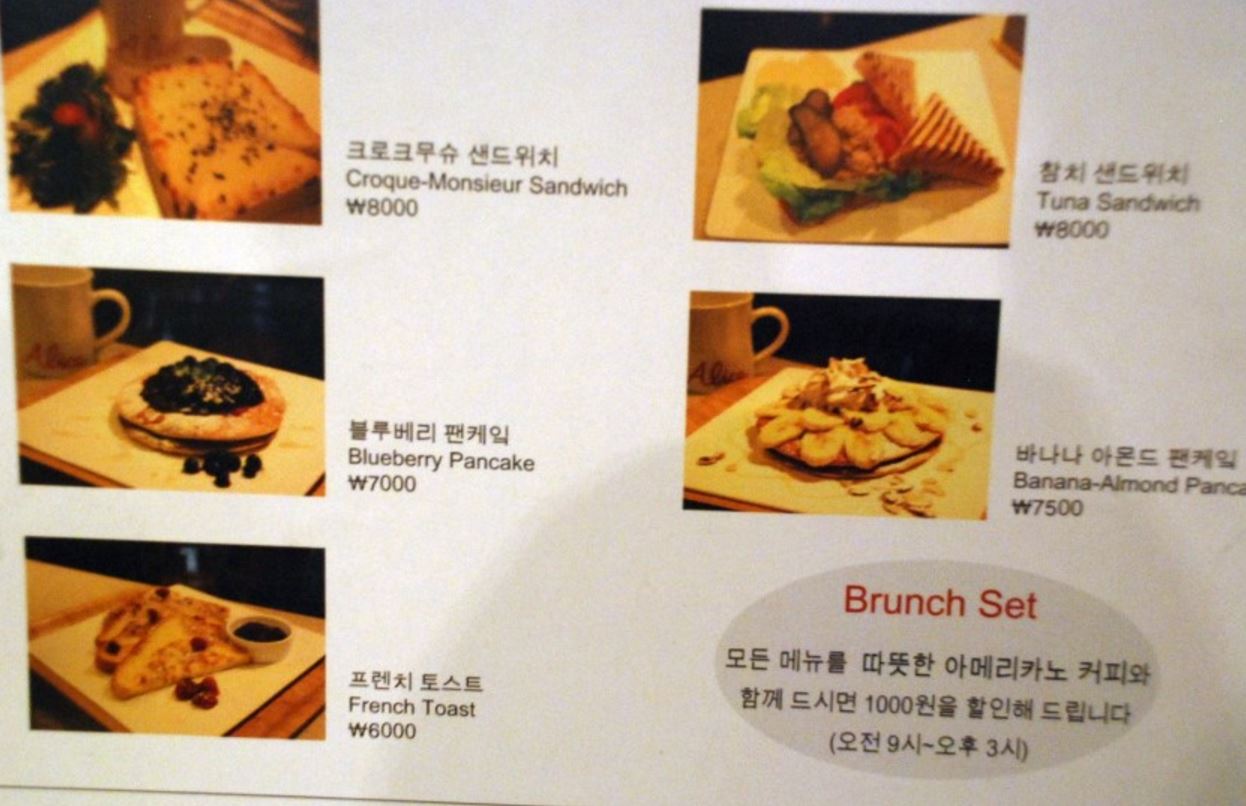 크로크무슈 샌드위치
Croque-Monsieur Sandwich
₩8000
참치 샌드위치
Tuna Sandwich
₩8000
블루베리 팬케잌
Blueberry Pancake
₩7000
바나나 아몬드 팬케잌
Banana-Almond Panca
₩7500
프렌치 토스트
French Toast
₩6000
Brunch Set
모든 메뉴를 따뜻한 아메리카노 커피와
함께 드시면 1000원을 할인해 드립니다
(오전 9시~오후 3시)